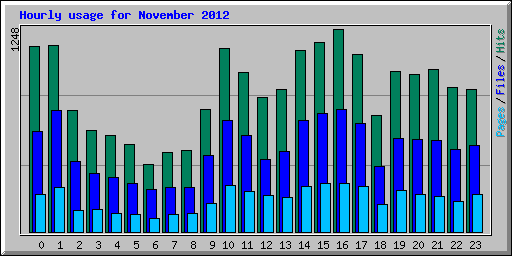 Hourly usage for November 2012
1248
Pages/Files/Hits
0 1 2 3 4 5 6 7 8 9 10 11 12 13 14 15 16 17 18 19 20 21 22 23